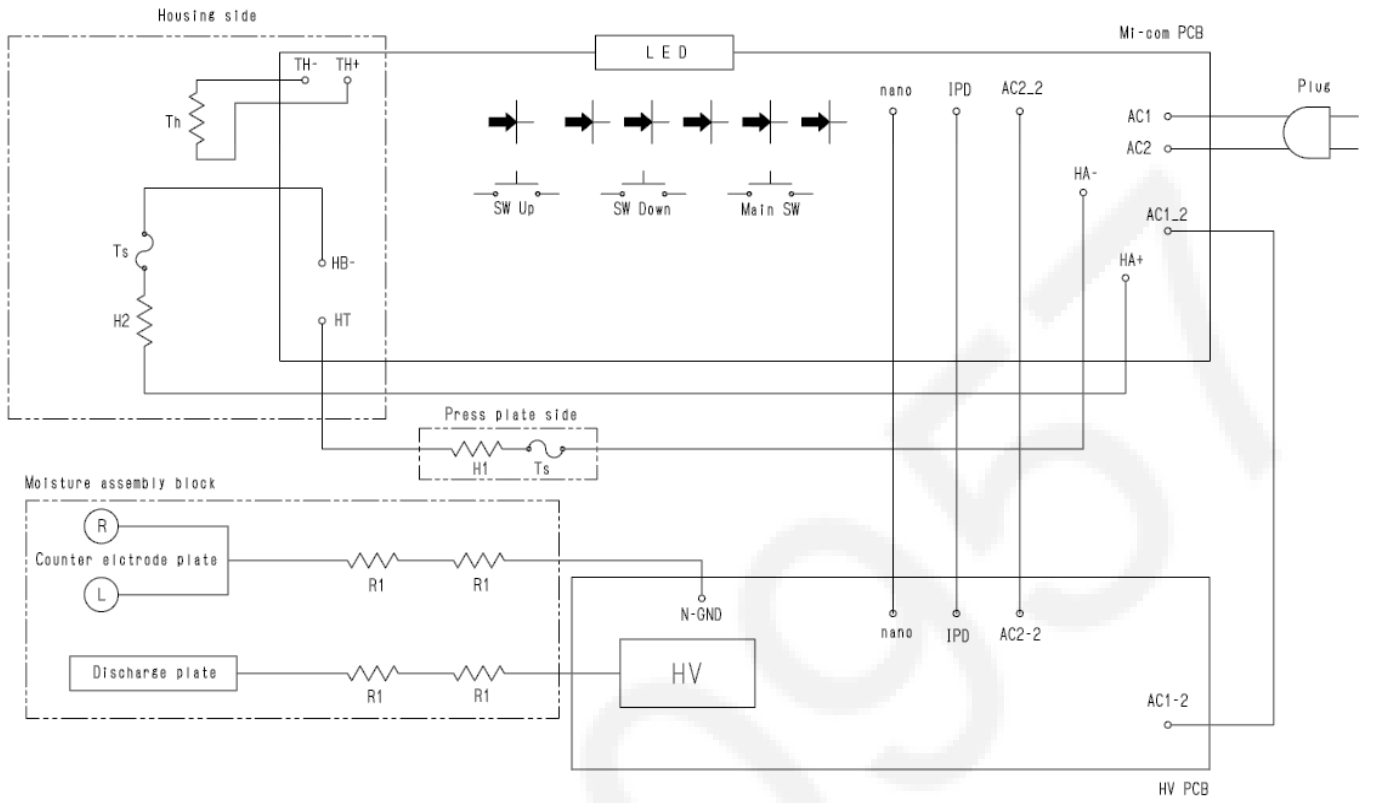 Housing side
LED
Mi-com PCB
TH- TH+
nano IPD AC2_2
Plug
Th
AC1
AC2
HA-
SW Up SW Down Main SW
AC1_2
Ts
HB-
HA+
H2
HT
Press plate side
H1 Ts
Moisture assembly block
R
Counter elctrode plate
L
R1 R1
N-GND
nano IPD AC2-2
Discharge plate
HV
R1 R1
AC1-2
HV PCB
0957